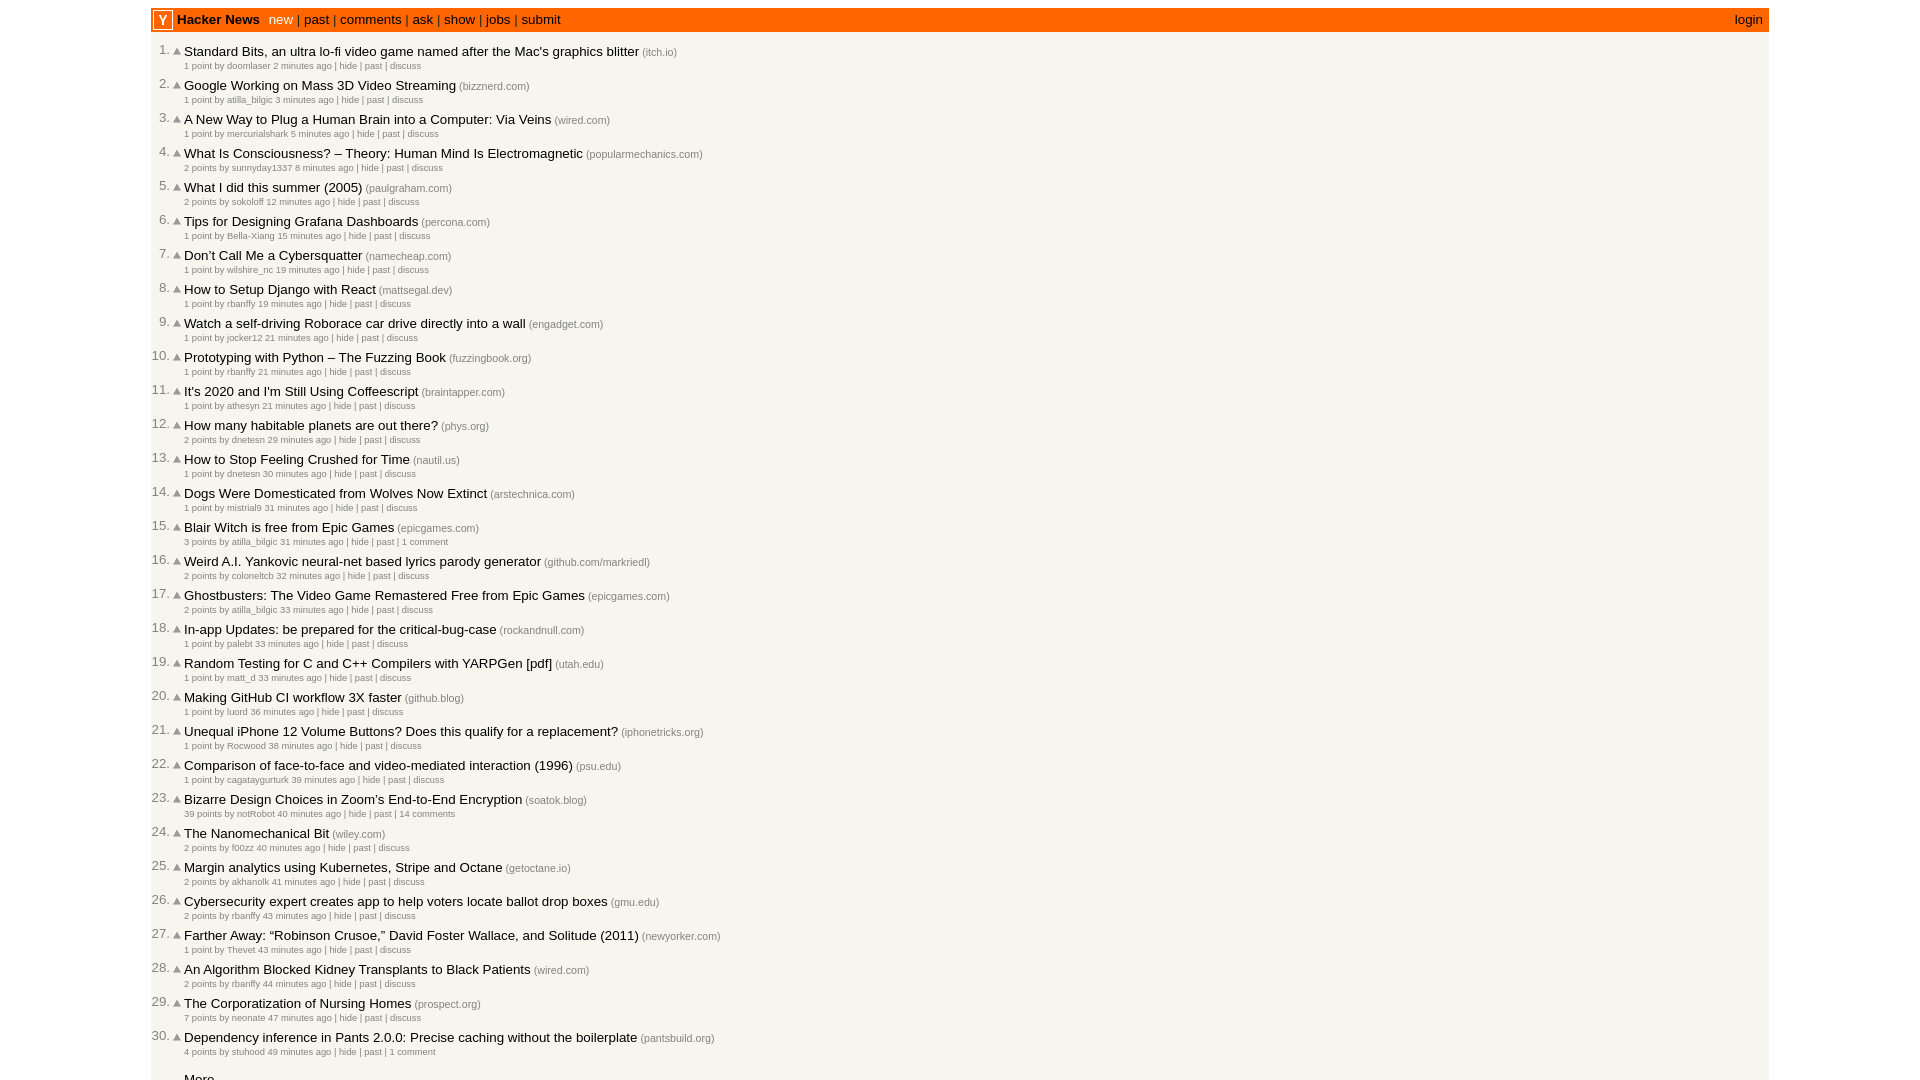 Y Hacker News new | past | comments | ask | show | jobs | submit login
1. Standard Bits, an ultra lo-fi video game named after the Mac's graphics blitter (itch.io)
1 point by doomlaser 2 minutes ago | hide | past | discuss
2. Google Working on Mass 3D Video Streaming (bizznerd.com)
1 point by atilla_bilgic 3 minutes ago | hide | past | discuss
3. A New Way to Plug a Human Brain into a Computer: Via Veins (wired.com)
1 point by mercurialshark 5 minutes ago | hide | past | discuss
4. What Is Consciousness? – Theory: Human Mind Is Electromagnetic (popularmechanics.com)
2 points by sunnyday1337 8 minutes ago | hide | past | discuss
5. What I did this summer (2005) (paulgraham.com)
2 points by sokoloff 12 minutes ago | hide | past | discuss
6. Tips for Designing Grafana Dashboards (percona.com)
1 point by Bella-Xiang 15 minutes ago | hide | past | discuss
7. Don’t Call Me a Cybersquatter (namecheap.com)
1 point by wilshire_nc 19 minutes ago | hide | past | discuss
8. How to Setup Django with React (mattsegal.dev)
1 point by rbanffy 19 minutes ago | hide | past | discuss
9. Watch a self-driving Roborace car drive directly into a wall (engadget.com)
1 point by jocker12 21 minutes ago | hide | past | discuss
10. Prototyping with Python – The Fuzzing Book (fuzzingbook.org)
1 point by rbanffy 21 minutes ago | hide | past | discuss
11. It's 2020 and I'm Still Using Coffeescript (braintapper.com)
1 point by athesyn 21 minutes ago | hide | past | discuss
12. How many habitable planets are out there? (phys.org)
2 points by dnetesn 29 minutes ago | hide | past | discuss
13. How to Stop Feeling Crushed for Time (nautil.us)
1 point by dnetesn 30 minutes ago | hide | past | discuss
14. Dogs Were Domesticated from Wolves Now Extinct (arstechnica.com)
1 point by mistrial9 31 minutes ago | hide | past | discuss
15. Blair Witch is free from Epic Games (epicgames.com)
3 points by atilla_bilgic 31 minutes ago | hide | past | 1 comment
16. Weird A.I. Yankovic neural-net based lyrics parody generator (github.com/markriedl)
2 points by coloneltcb 32 minutes ago | hide | past | discuss
17. Ghostbusters: The Video Game Remastered Free from Epic Games (epicgames.com)
2 points by atilla_bilgic 33 minutes ago | hide | past | discuss
18. In-app Updates: be prepared for the critical-bug-case (rockandnull.com)
1 point by palebt 33 minutes ago | hide | past | discuss
19. Random Testing for C and C++ Compilers with YARPGen [pdf] (utah.edu)
1 point by matt_d 33 minutes ago | hide | past | discuss
20. Making GitHub CI workflow 3X faster (github.blog)
1 point by luord 36 minutes ago | hide | past | discuss
21. Unequal iPhone 12 Volume Buttons? Does this qualify for a replacement? (iphonetricks.org)
1 point by Rocwood 38 minutes ago | hide | past | discuss
22. Comparison of face-to-face and video-mediated interaction (1996) (psu.edu)
1 point by cagataygurturk 39 minutes ago | hide | past | discuss
23. Bizarre Design Choices in Zoom’s End-to-End Encryption (soatok.blog)
39 points by notRobot 40 minutes ago | hide | past | 14 comments
24. The Nanomechanical Bit (wiley.com)
2 points by f00zz 40 minutes ago | hide | past | discuss
25. Margin analytics using Kubernetes, Stripe and Octane (getoctane.io)
2 points by akhanolk 41 minutes ago | hide | past | discuss
26. Cybersecurity expert creates app to help voters locate ballot drop boxes (gmu.edu)
2 points by rbanffy 43 minutes ago | hide | past | discuss
27. Farther Away: “Robinson Crusoe,” David Foster Wallace, and Solitude (2011) (newyorker.com)
1 point by Thevet 43 minutes ago | hide | past | discuss
28. An Algorithm Blocked Kidney Transplants to Black Patients (wired.com)
2 points by rbanffy 44 minutes ago | hide | past | discuss
29. The Corporatization of Nursing Homes (prospect.org)
7 points by neonate 47 minutes ago | hide | past | discuss
30. Dependency inference in Pants 2.0.0: Precise caching without the boilerplate (pantsbuild.org)
4 points by stuhood 49 minutes ago | hide | past | 1 comment
More